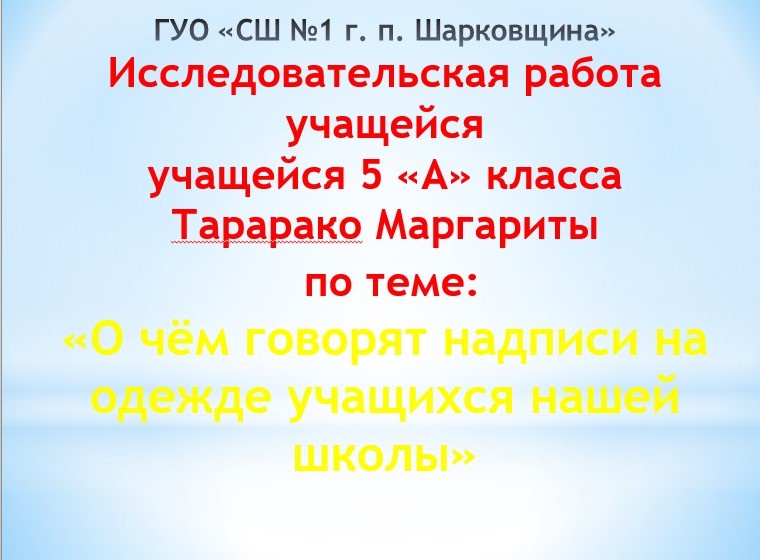 ГУО «СШ №1 г. п. Шарковщина»
Исследовательская работа
учащейся
учащейся 5 «А» класса
Тарарако Маргариты
по теме:
«О чём говорят надписи на
одежде учащихся нашей
школы»